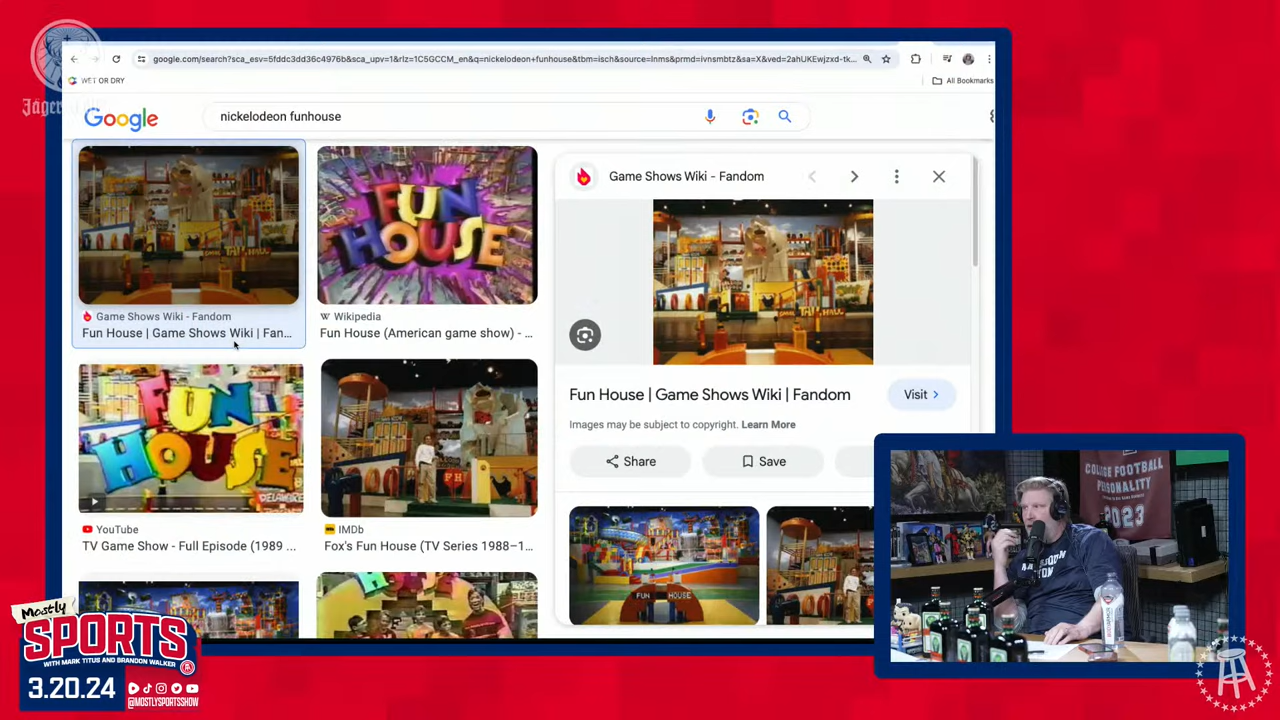 google.com/search?sca_esv=5fddc3dd36c4976b&sca_upv=1&rlz=1C5GCCM_en&q=nickelodeon+funhouse&tbm=isch&source=lnms&prmd=ivnsmbtz&sa=X&ved=2ahUKEwjzxd-tk...
WET OR DRY
All Bookmarks
Jäger
Google
nickelodeon funhouse
FUN
HOUSE
Game Shows Wiki - Fandom
Fun House | Game Shows Wiki | Fan...
Wikipedia
Fun House (American game show) - ...
Game Shows Wiki - Fandom
FUN
HOUSE
YouTube
TV Game Show - Full Episode (1989 ...
FH
IMDb
Fox's Fun House (TV Series 1988–1...
Fun House | Game Shows Wiki | Fandom
Visit
Images may be subject to copyright. Learn More
Share
Save
FUN HOUSE
COLLEGE FOOTBALL
PERSONALITY
2023
Mostly
SPORTS
WITH MARK TITUS AND BRANDON WALKER
3.20.24
@MOSTLYSPORTSSHOW